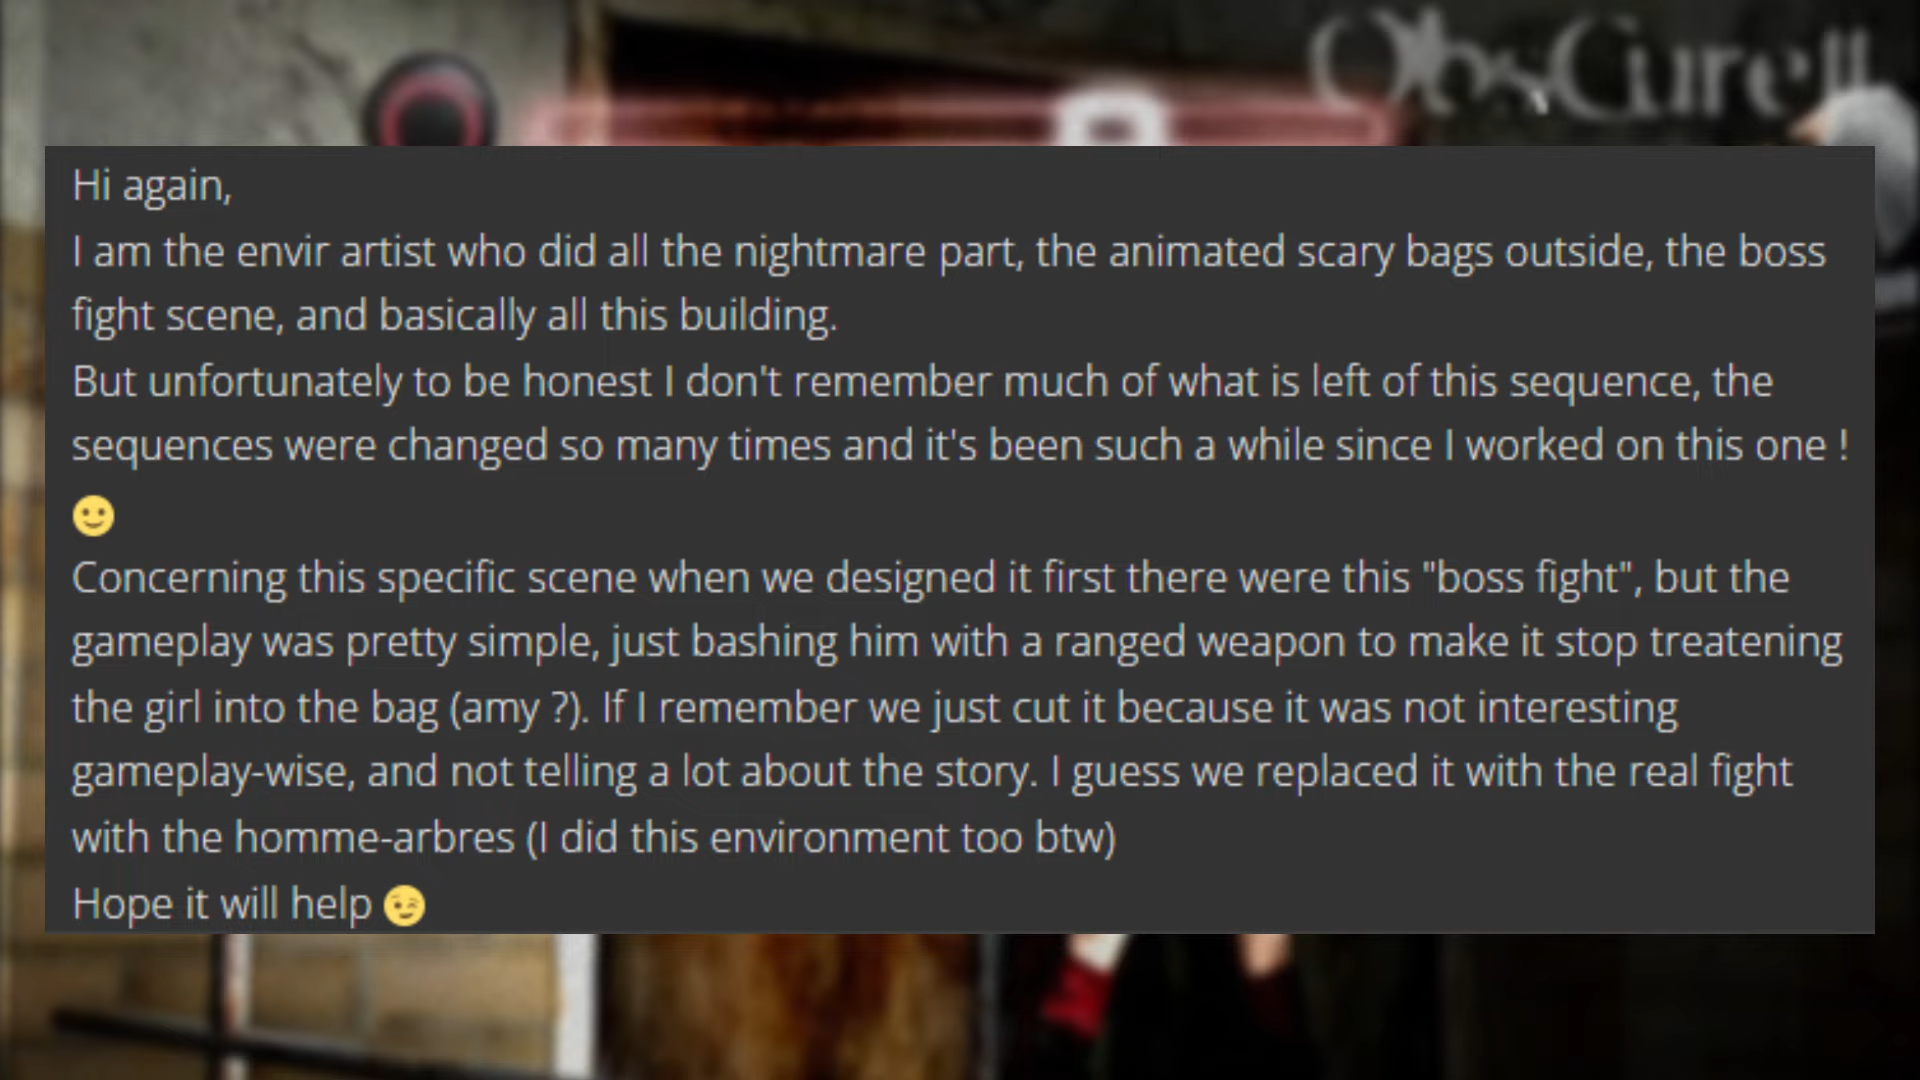 ObsCure II
Hi again,
I am the envir artist who did all the nightmare part, the animated scary bags outside, the boss
fight scene, and basically all this building.
But unfortunately to be honest I don't remember much of what is left of this sequence, the
sequences were changed so many times and it's been such a while since I worked on this one !
🙂
Concerning this specific scene when we designed it first there were this "boss fight", but the
gameplay was pretty simple, just bashing him with a ranged weapon to make it stop treatening
the girl into the bag (amy ?). If I remember we just cut it because it was not interesting
gameplay-wise, and not telling a lot about the story. I guess we replaced it with the real fight
with the homme-arbres (I did this environment too btw)
Hope it will help 😉